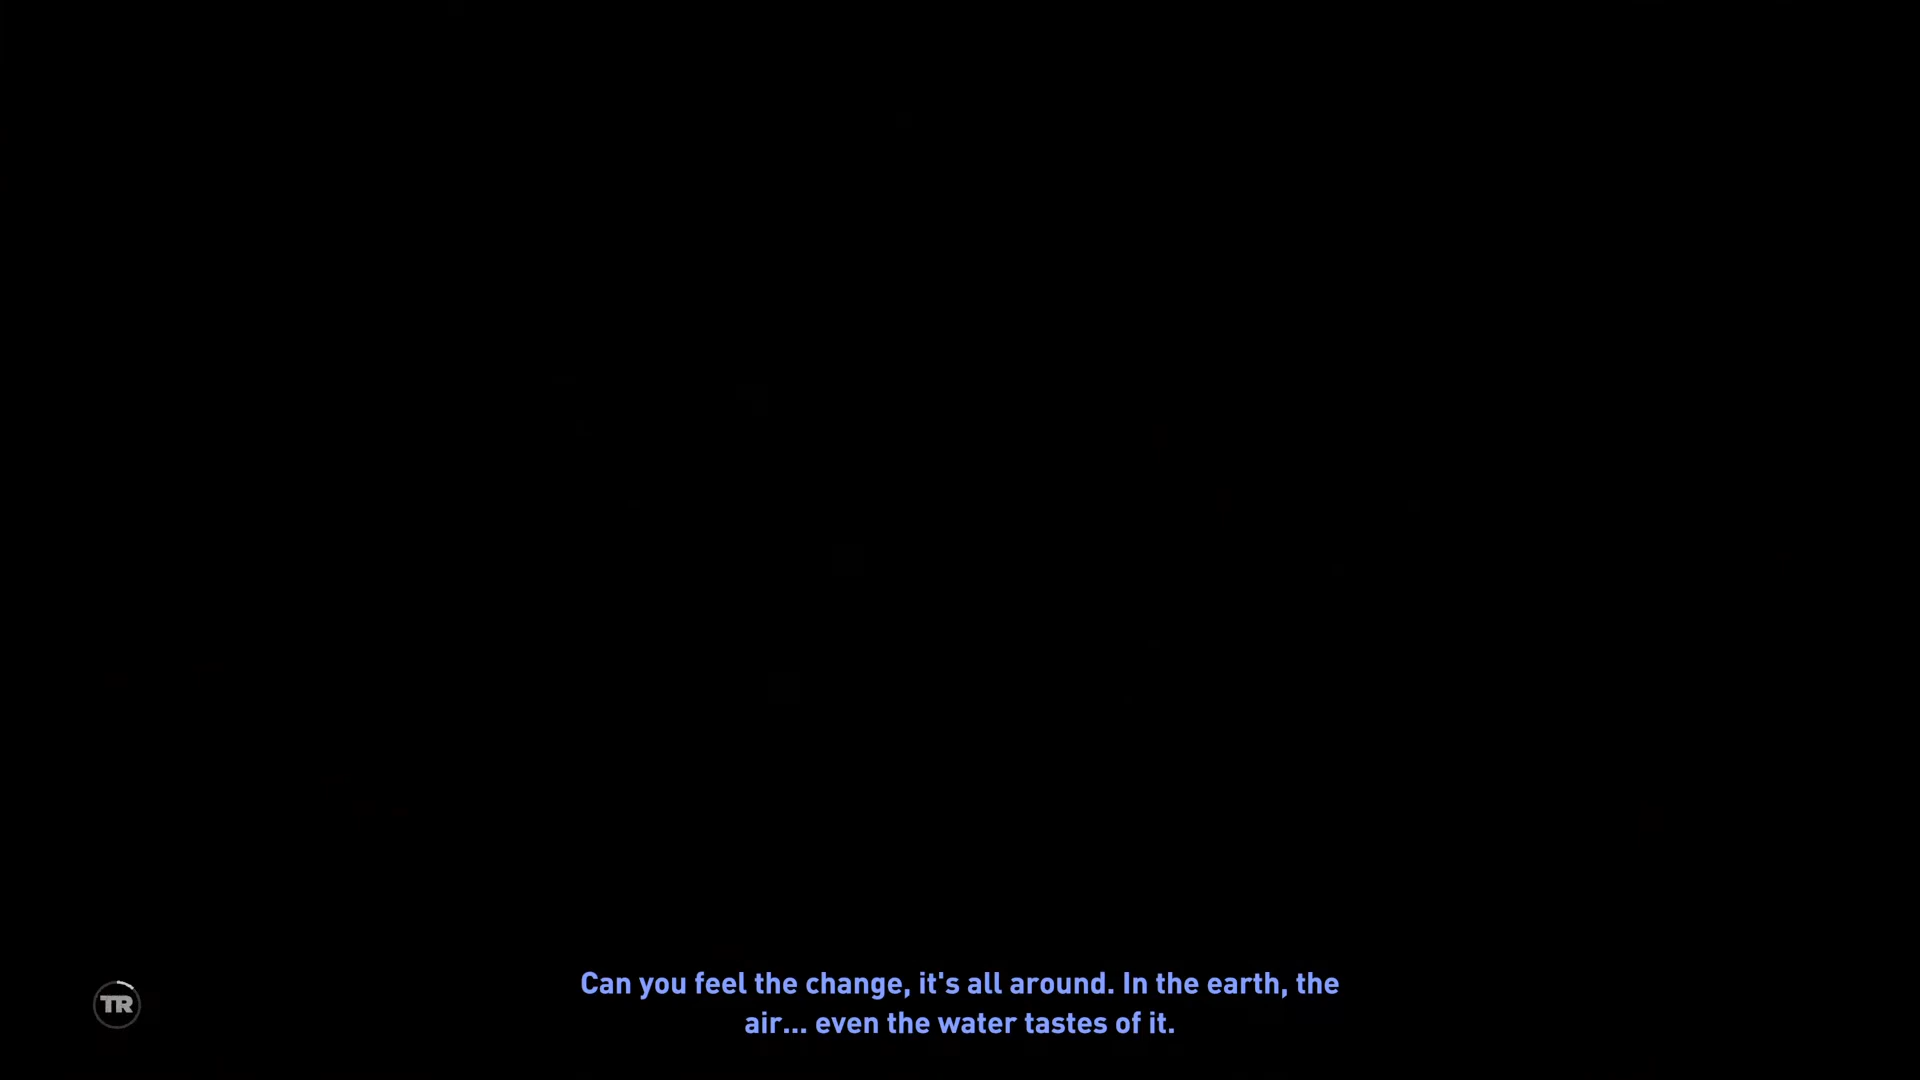 Can you feel the change, it's all around. In the earth, the
air... even the water tastes of it.
TR